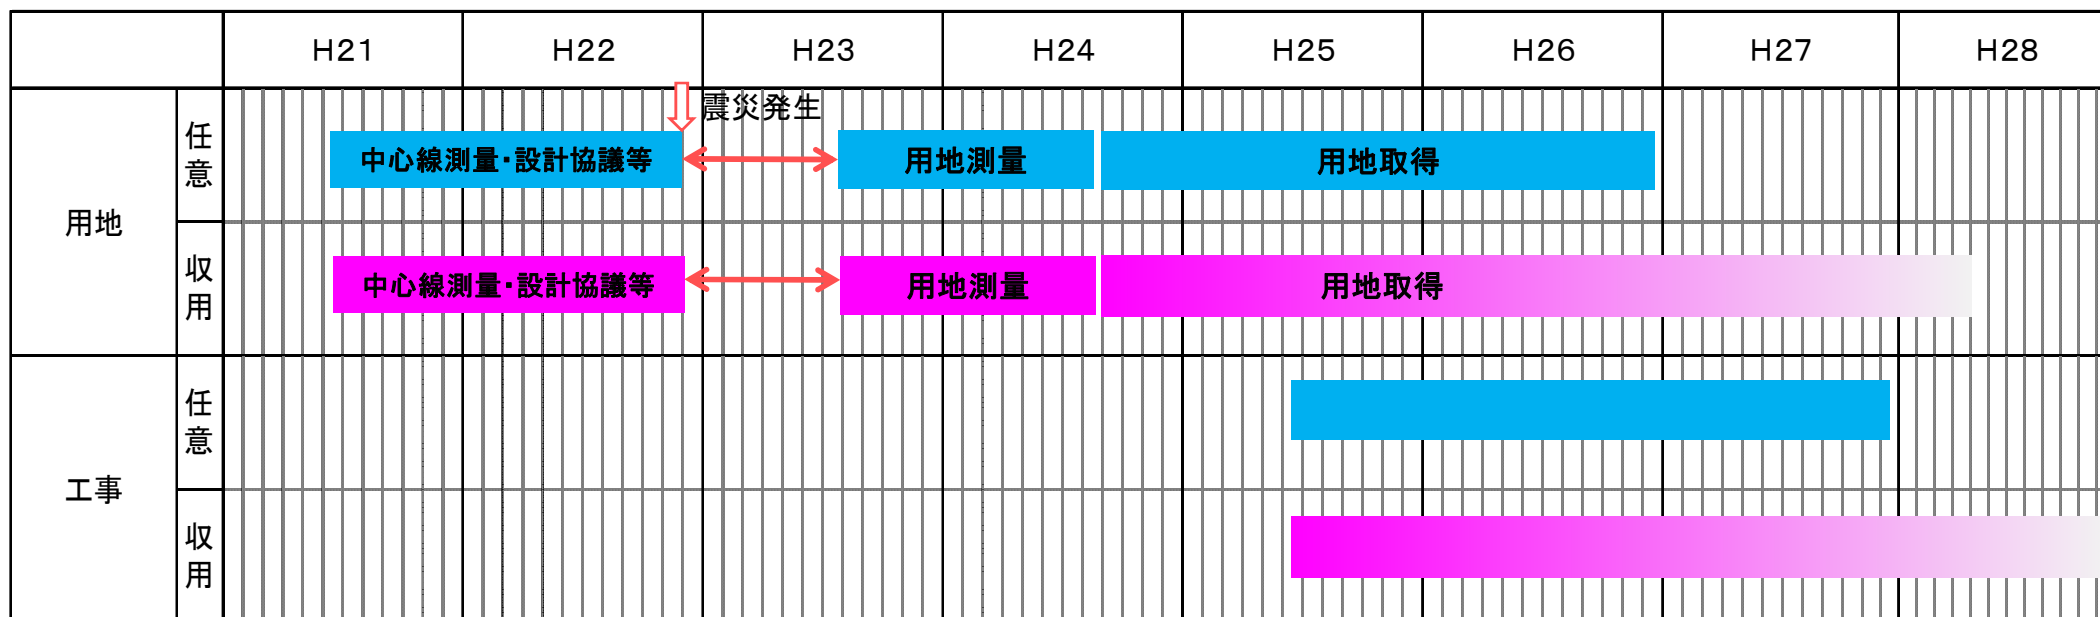 H21 H22 H23 H24 H25 H26 H27 H28
震災発生
用地
任意
中心線測量・設計協議等 用地測量 用地取得
収用
中心線測量・設計協議等 用地測量 用地取得
工事
任意
収用